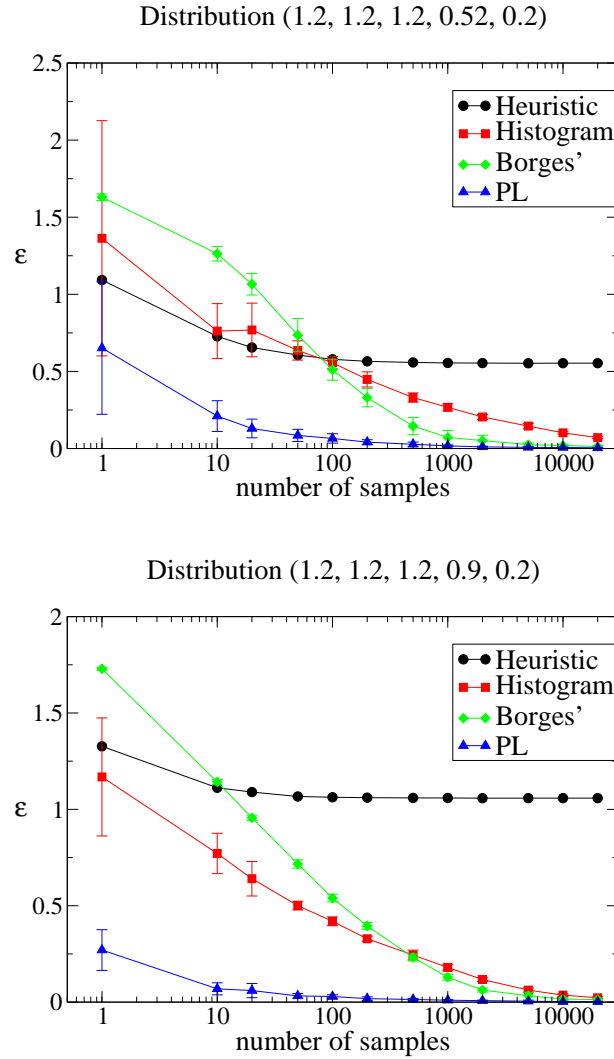 Distribution (1.2, 1.2, 1.2, 0.52, 0.2)
2.5
2
1.5
1
0.5
0
ε
Heuristic
Histogram
Borges’
PL
1 10 100 1000 10000
number of samples
Distribution (1.2, 1.2, 1.2, 0.9, 0.2)
2
1.5
1
0.5
0
ε
Heuristic
Histogram
Borges’
PL
1 10 100 1000 10000
number of samples